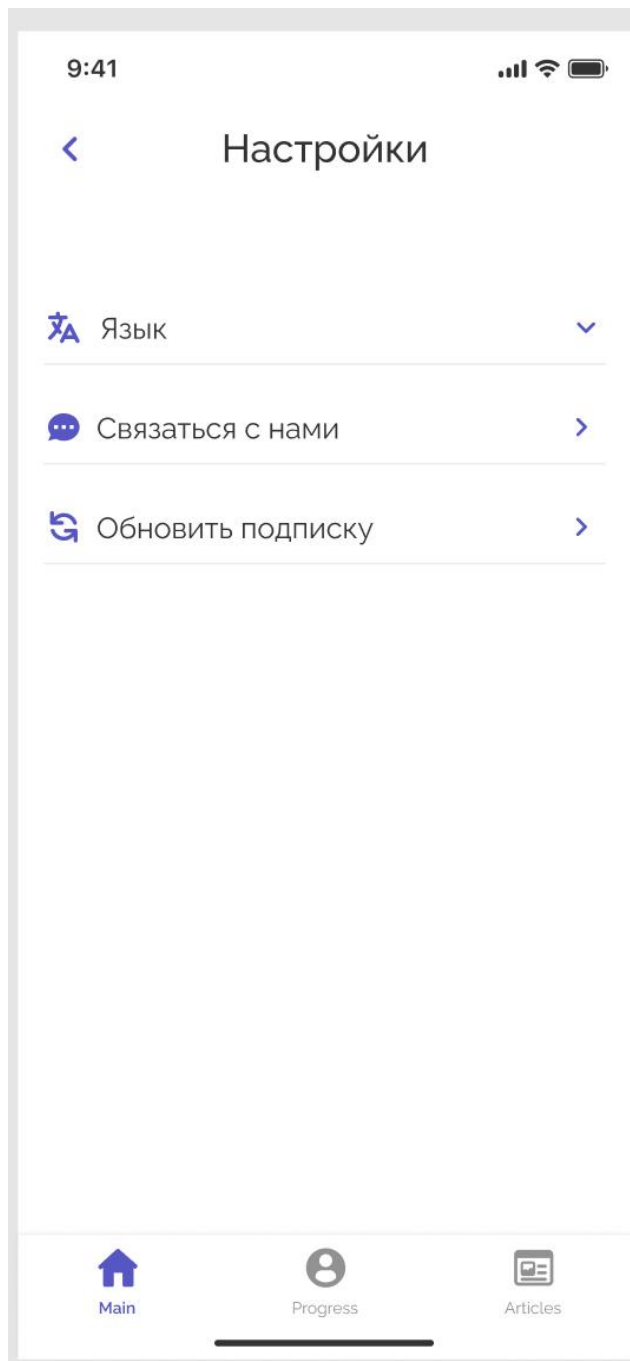 9:41
Настройки
Язык
Связаться с нами
Обновить подписку
Main
Progress
Articles